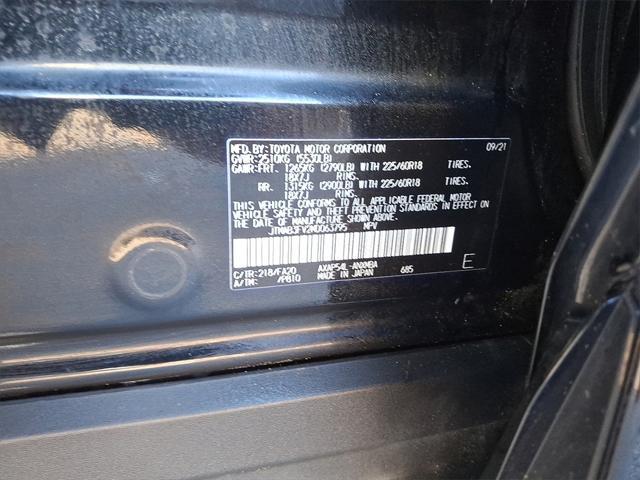 MFD. BY: TOYOTA MOTOR CORPORATION 09/21
GVWR: 2510KG (5530LB)
GAWR: FRT. 1265KG (2790LB) WITH 225/60R18 TIRES.
18X7J RIMS.
RR. 1315KG (2900LB) WITH 225/60R18 TIRES.
18X7J RIMS.
THIS VEHICLE CONFORMS TO ALL APPLICABLE FEDERAL MOTOR
VEHICLE SAFETY AND THEFT PREVENTION STANDARDS IN EFFECT ON
THE DATE OF MANUFACTURE SHOWN ABOVE.
JTMAB3FV2MD063795 MPV
C/TR: 218/FA20 AXAP54L-ANXMBA E
A/TM: /P810 MADE IN JAPAN 685